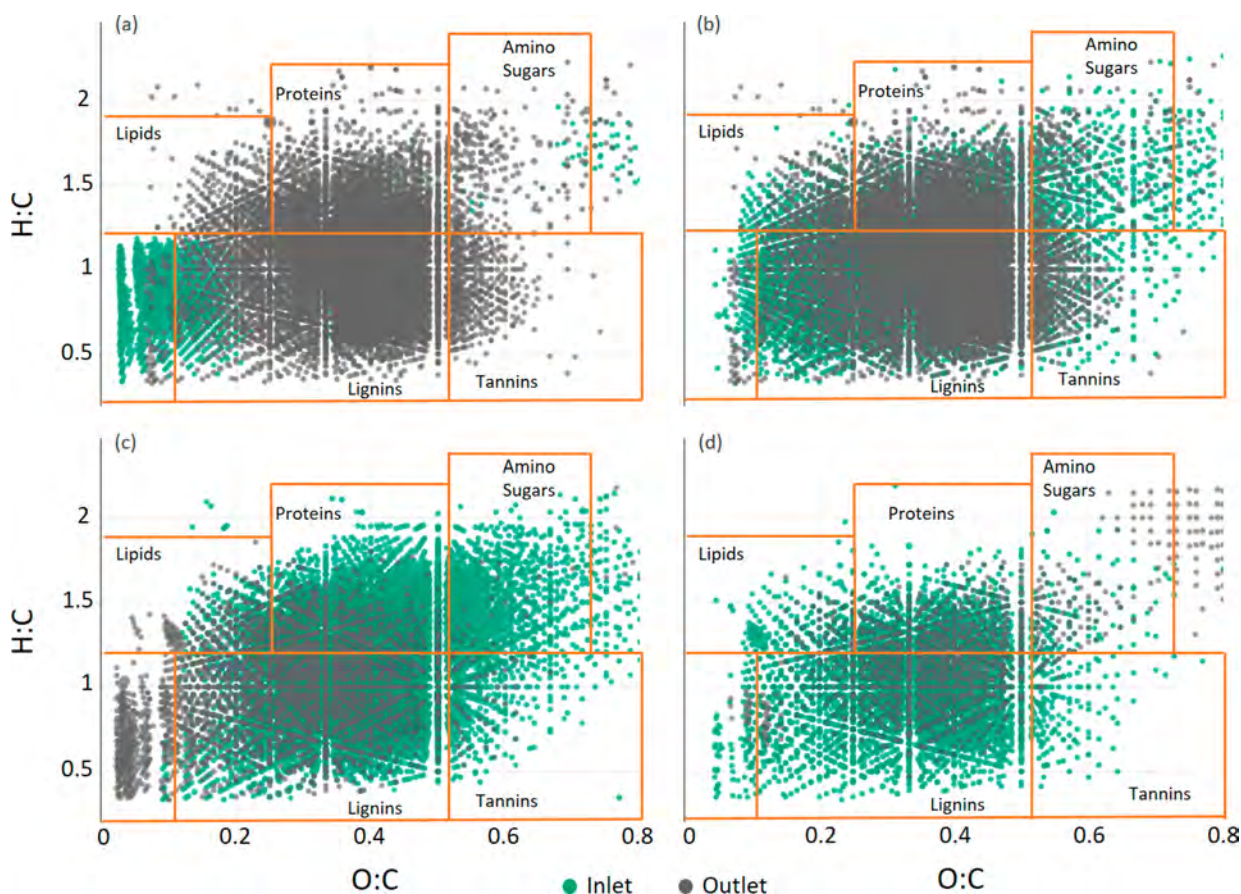 (a)
Amino
Sugars
Proteins
Lipids
Lignins
Tannins
H:C
2
1.5
1
0.5
(b)
Amino
Sugars
Proteins
Lipids
Lignins
Tannins
(c)
Amino
Sugars
Proteins
Lipids
Lignins
Tannins
H:C
2
1.5
1
0.5
0
0.2
0.4
0.6
0.8
O:C
(d)
Amino
Sugars
Proteins
Lipids
Lignins
Tannins
0
0.2
0.4
0.6
0.8
O:C
Inlet
Outlet